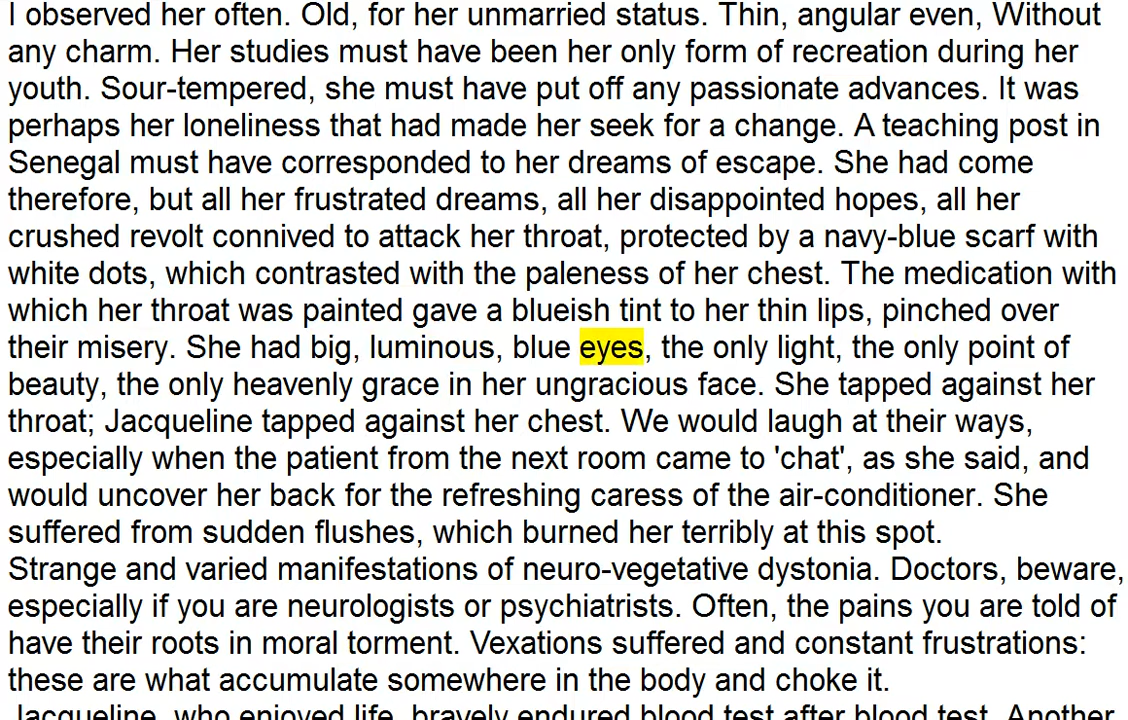 I observed her often. Old, for her unmarried status. Thin, angular even, Without
any charm. Her studies must have been her only form of recreation during her
youth. Sour-tempered, she must have put off any passionate advances. It was
perhaps her loneliness that had made her seek for a change. A teaching post in
Senegal must have corresponded to her dreams of escape. She had come
therefore, but all her frustrated dreams, all her disappointed hopes, all her
crushed revolt connived to attack her throat, protected by a navy-blue scarf with
white dots, which contrasted with the paleness of her chest. The medication with
which her throat was painted gave a blueish tint to her thin lips, pinched over
their misery. She had big, luminous, blue eyes, the only light, the only point of
beauty, the only heavenly grace in her ungracious face. She tapped against her
throat; Jacqueline tapped against her chest. We would laugh at their ways,
especially when the patient from the next room came to 'chat', as she said, and
would uncover her back for the refreshing caress of the air-conditioner. She
suffered from sudden flushes, which burned her terribly at this spot.
Strange and varied manifestations of neuro-vegetative dystonia. Doctors, beware,
especially if you are neurologists or psychiatrists. Often, the pains you are told of
have their roots in moral torment. Vexations suffered and constant frustrations:
these are what accumulate somewhere in the body and choke it.
Jacqueline, who enjoyed life, bravely endured blood test after blood test. Another